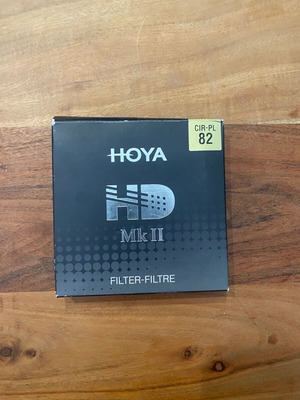 CIR-PL
82
HOYA
HD
Mk II
FILTER-FILTRE